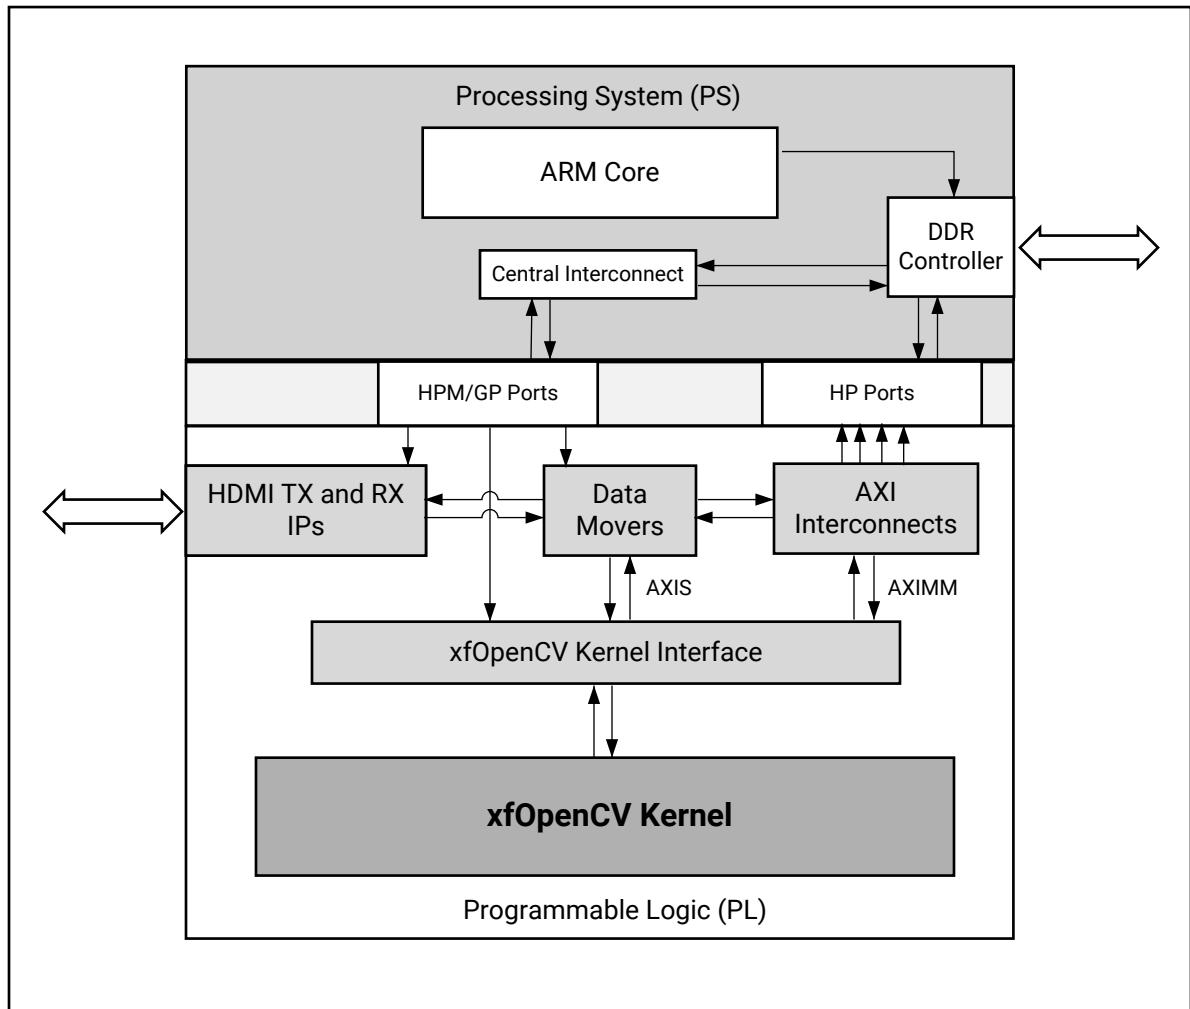 Processing System (PS)
ARM Core
DDR
Controller
Central Interconnect
HPM/GP Ports
HP Ports
HDMI TX and RX
IPs
Data
Movers
AXI
Interconnects
AXIS
AXIMM
xfOpenCV Kernel Interface
xfOpenCV Kernel
Programmable Logic (PL)